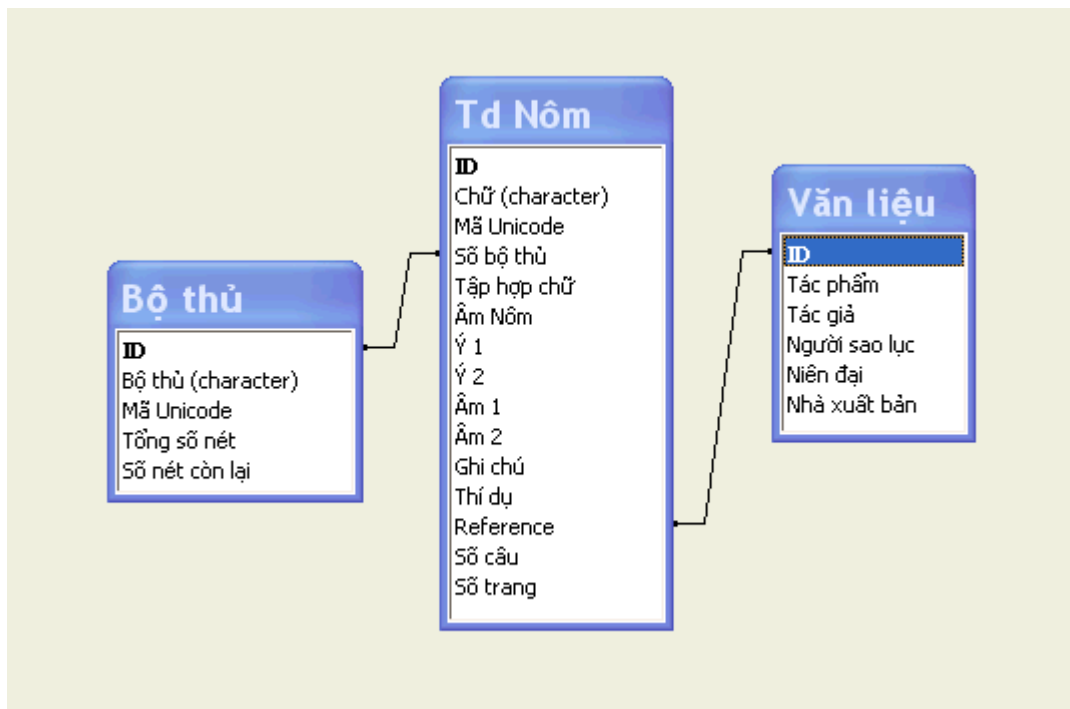 Bộ thủ
ID
Bộ thủ (character)
Mã Unicode
Tổng số nét
Số nét còn lại
Td Nôm
ID
Chữ (character)
Mã Unicode
Số bộ thủ
Tập hợp chữ
Âm Nôm
Ý 1
Ý 2
Âm 1
Âm 2
Ghi chú
Thí dụ
Reference
Số câu
Số trang
Văn liệu
ID
Tác phẩm
Tác giả
Người sao lục
Niên đại
Nhà xuất bản